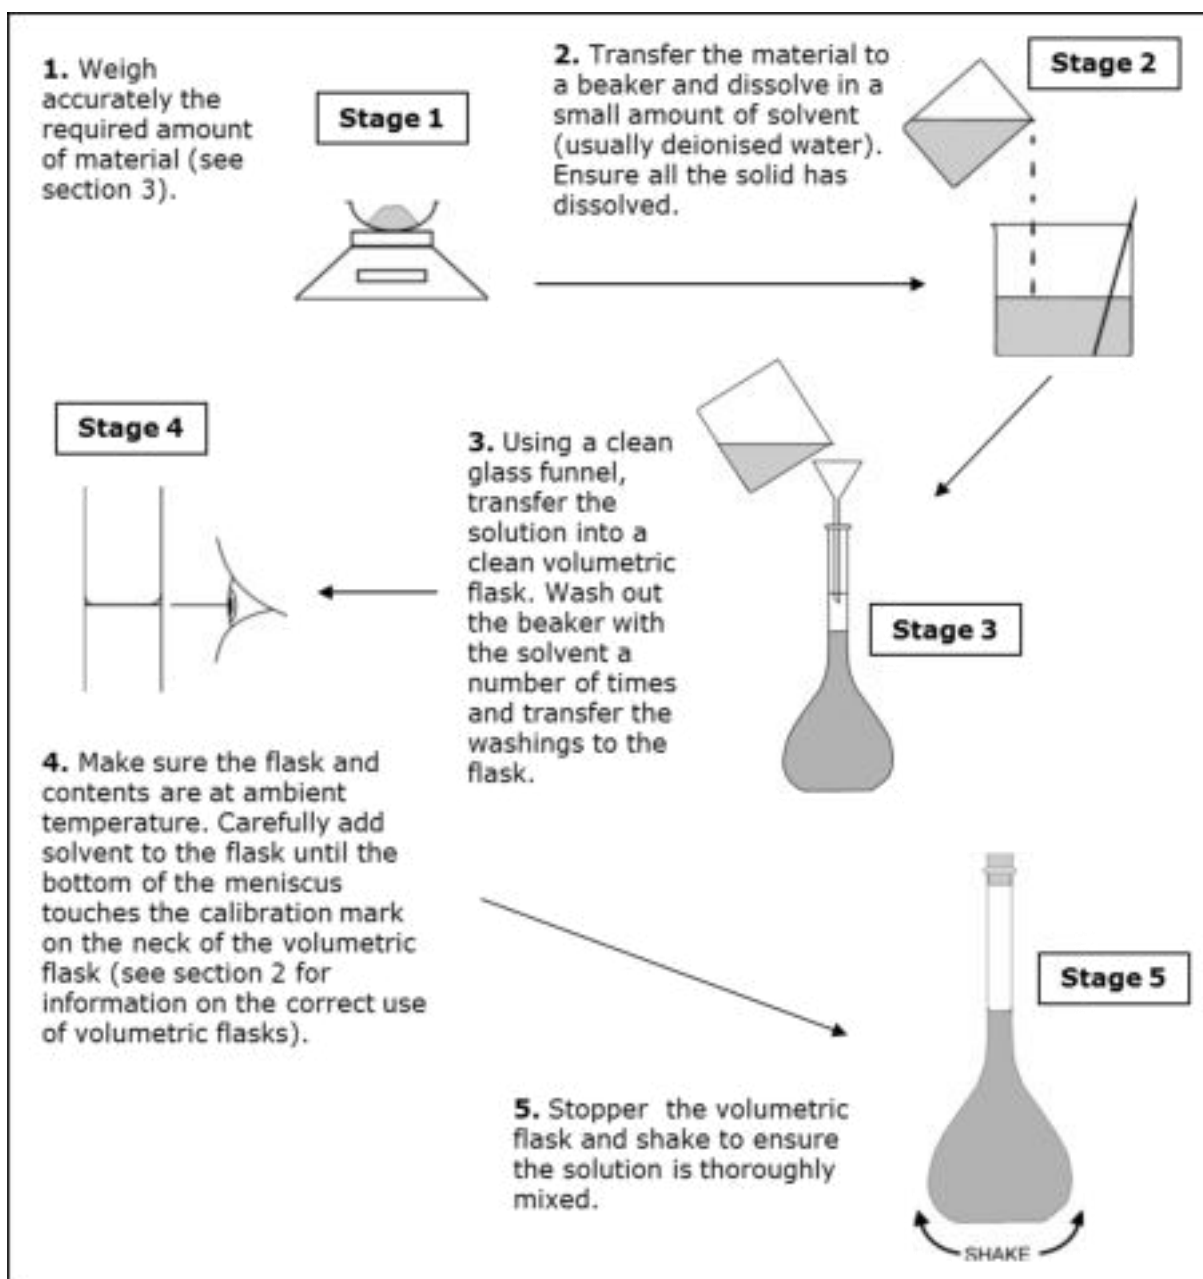 1. Weigh
accurately the
required amount
of material (see
section 3).
Stage 1
2. Transfer the material to
a beaker and dissolve in a
small amount of solvent
(usually deionised water).
Ensure all the solid has
dissolved.
Stage 2
3. Using a clean
glass funnel,
transfer the
solution into a
clean volumetric
flask. Wash out
the beaker with
the solvent a
number of times
and transfer the
washings to the
flask.
Stage 3
Stage 4
4. Make sure the flask and
contents are at ambient
temperature. Carefully add
solvent to the flask until the
bottom of the meniscus
touches the calibration mark
on the neck of the volumetric
flask (see section 2 for
information on the correct use
of volumetric flasks).
5. Stopper the volumetric
flask and shake to ensure
the solution is thoroughly
mixed.
Stage 5
SHAKE